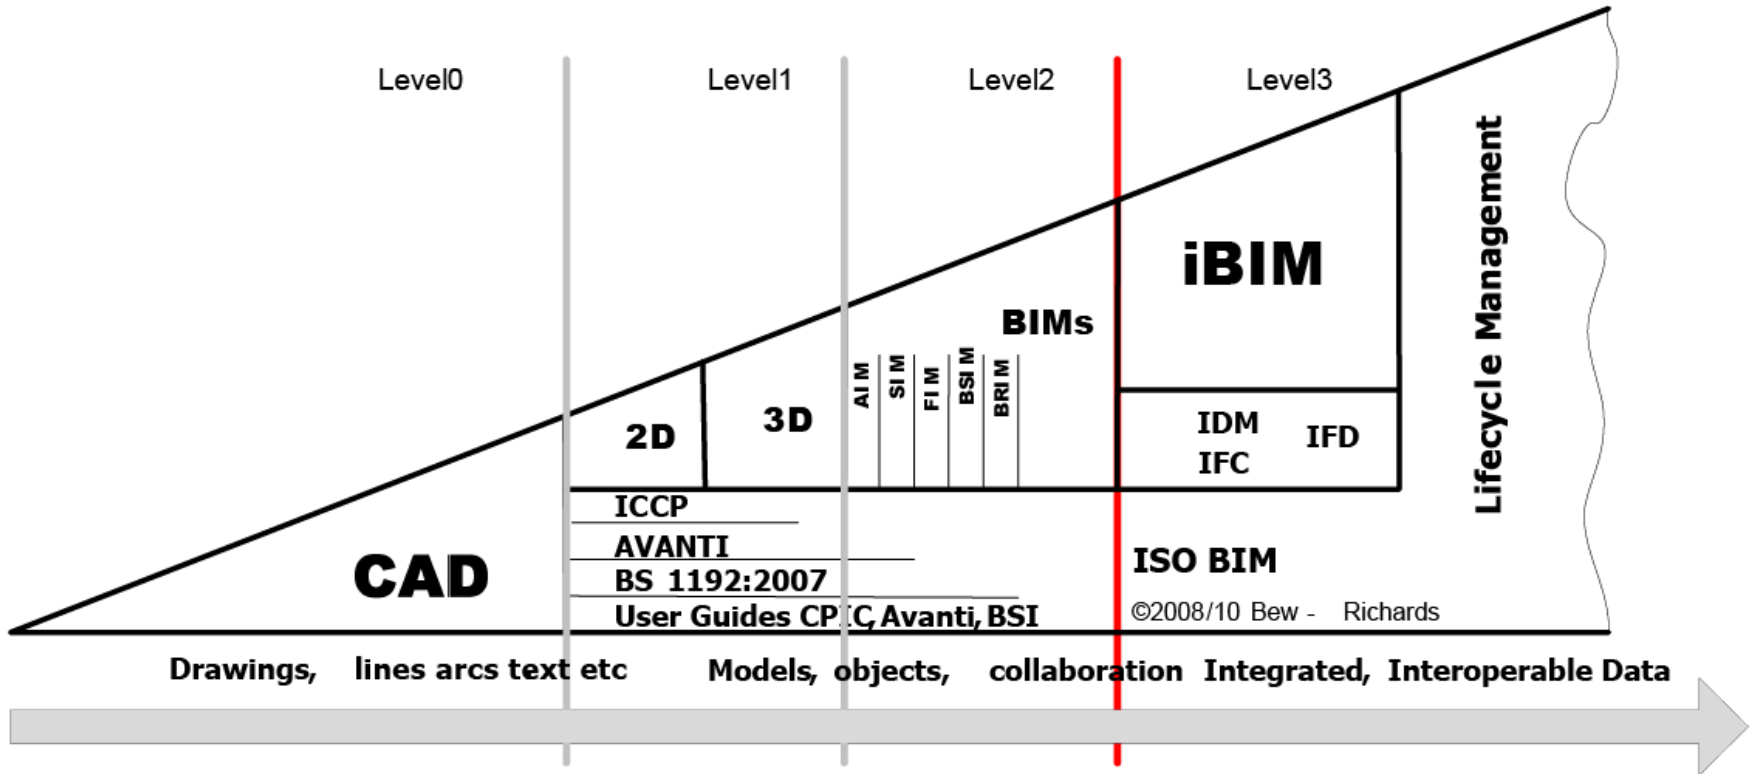 Level0
Level1
Level2
Level3
iBIM
BIMs
AIM
SIM
FIM
BSIM
BRIM
2D
3D
IDM
IFD
IFC
Lifecycle Management
ICCP
AVANTI
BS 1192:2007
User Guides CPIC, Avanti, BSI
CAD
ISO BIM
©2008/10 Bew - Richards
Drawings, lines arcs text etc Models, objects, collaboration Integrated, Interoperable Data